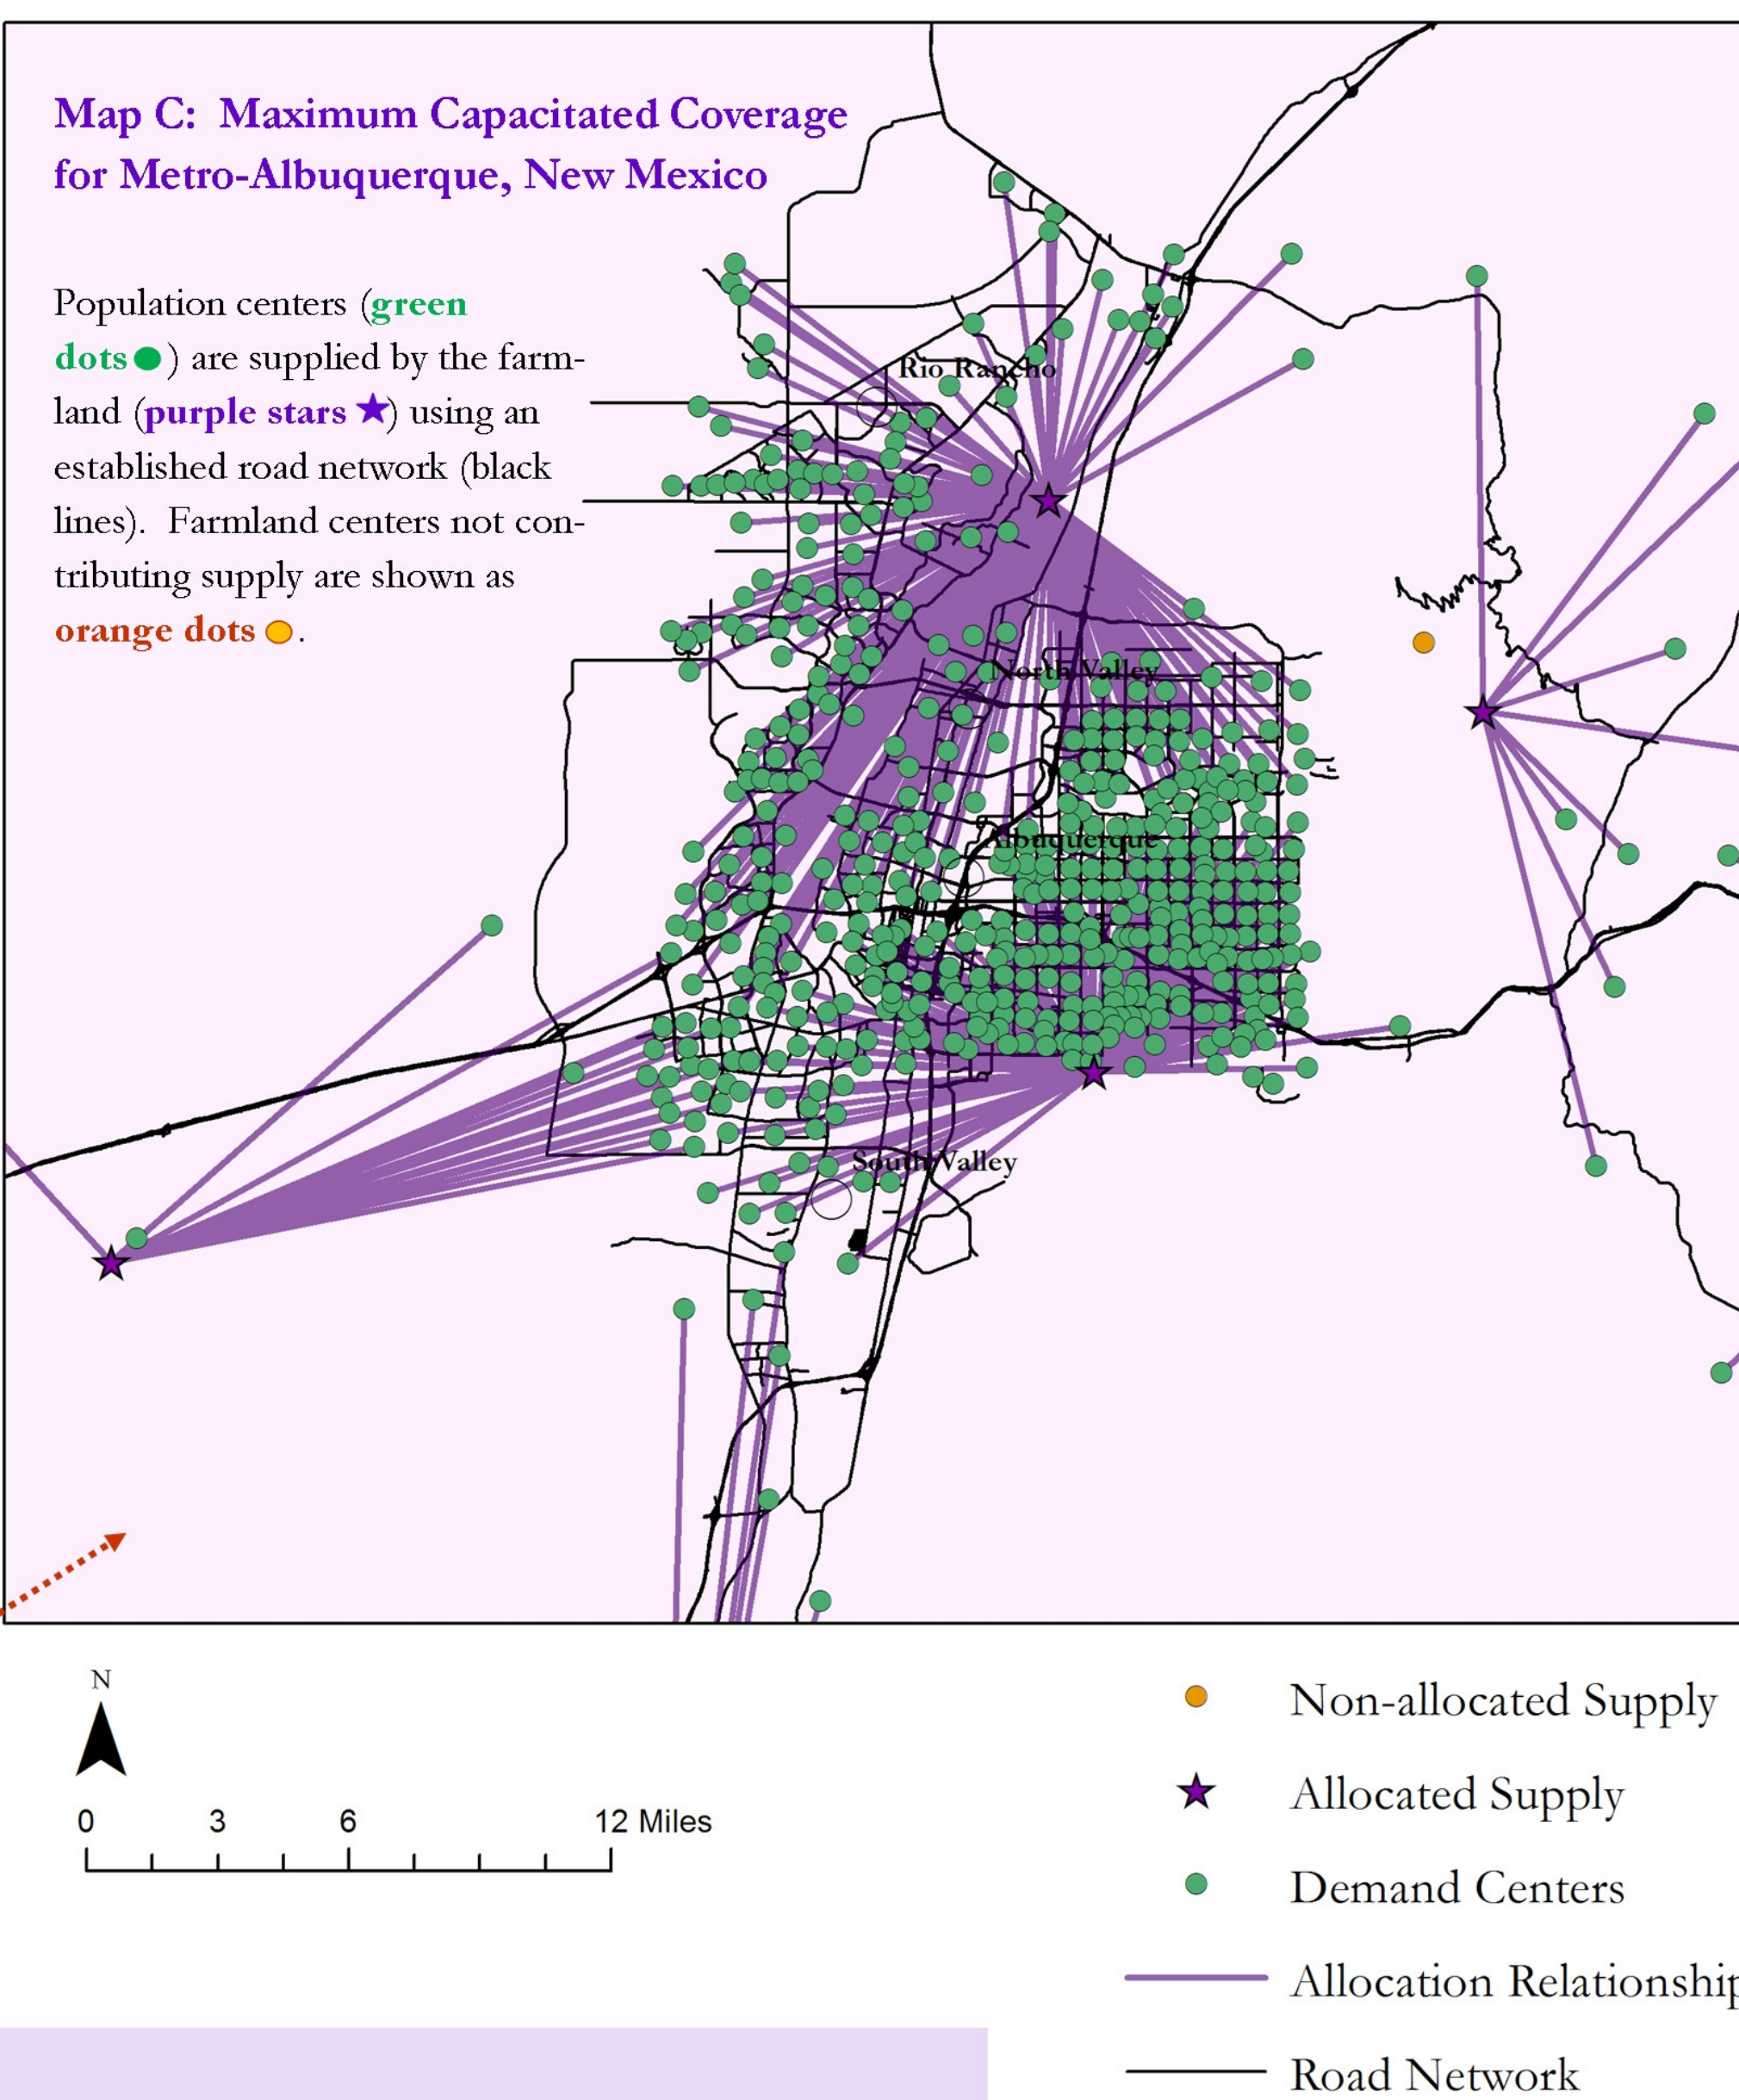 Map C:  Maximum Capacitated Coverage
for Metro-Albuquerque, New Mexico
Population centers (green
dots ) are supplied by the farm-
land (purple stars ) using an
established road network (black
lines).  Farmland centers not con-
tributing supply are shown as
orange dots .
Rio Rancho
North Valley
Albuquerque
South Valley
N
0 3 6 12 Miles
Non-allocated Supply
Allocated Supply
Demand Centers
Allocation Relationship
Road Network